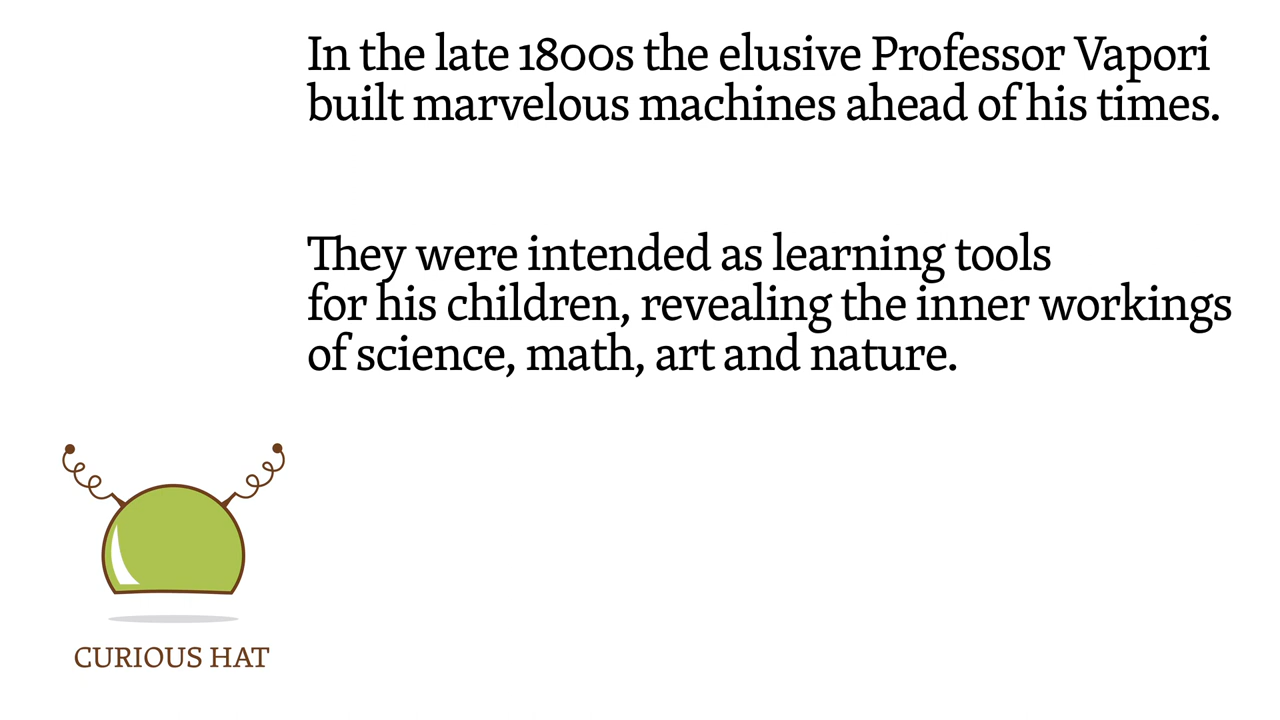 In the late 1800s the elusive Professor Vapori
built marvelous machines ahead of his times.
They were intended as learning tools
for his children, revealing the inner workings
of science, math, art and nature.
CURIOUS HAT